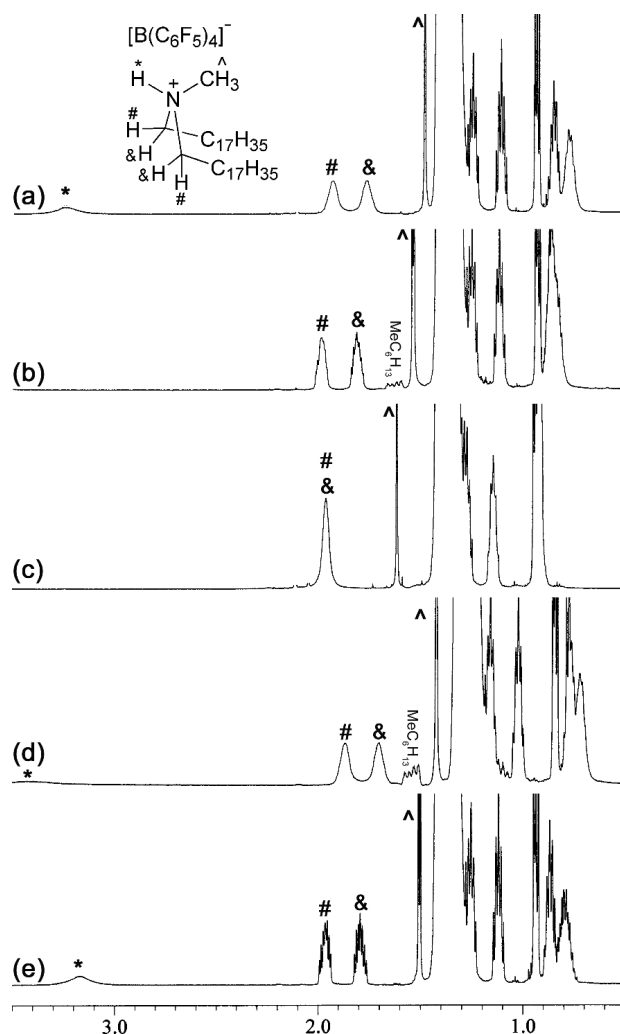 [B(C6F5)4]−
* ^
H + CH3
N
#
H C17H35
& H
& H C17H35
H
#
(a) * # & ^
(b) # & MeC6H13 ^
(c) # & ^
(d) * # & MeC6H13 ^
(e) * # & ^
3.0 2.0 1.0